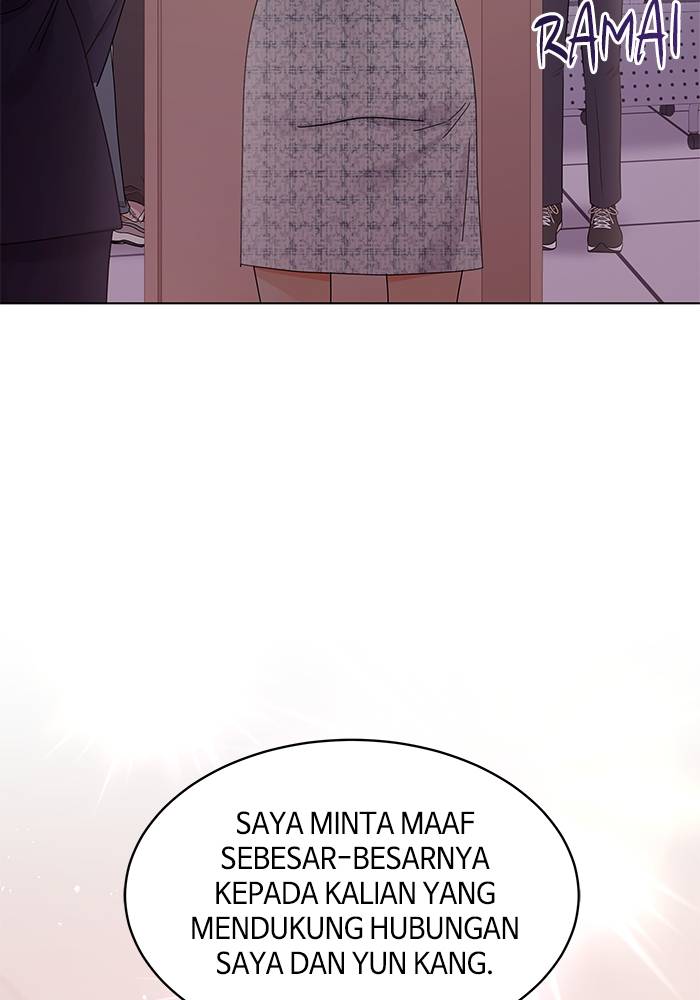 RAMAI
SAYA MINTA MAAF
SEBESAR-BESARNYA
KEPADA KALIAN YANG
MENDUKUNG HUBUNGAN
SAYA DAN YUN KANG.